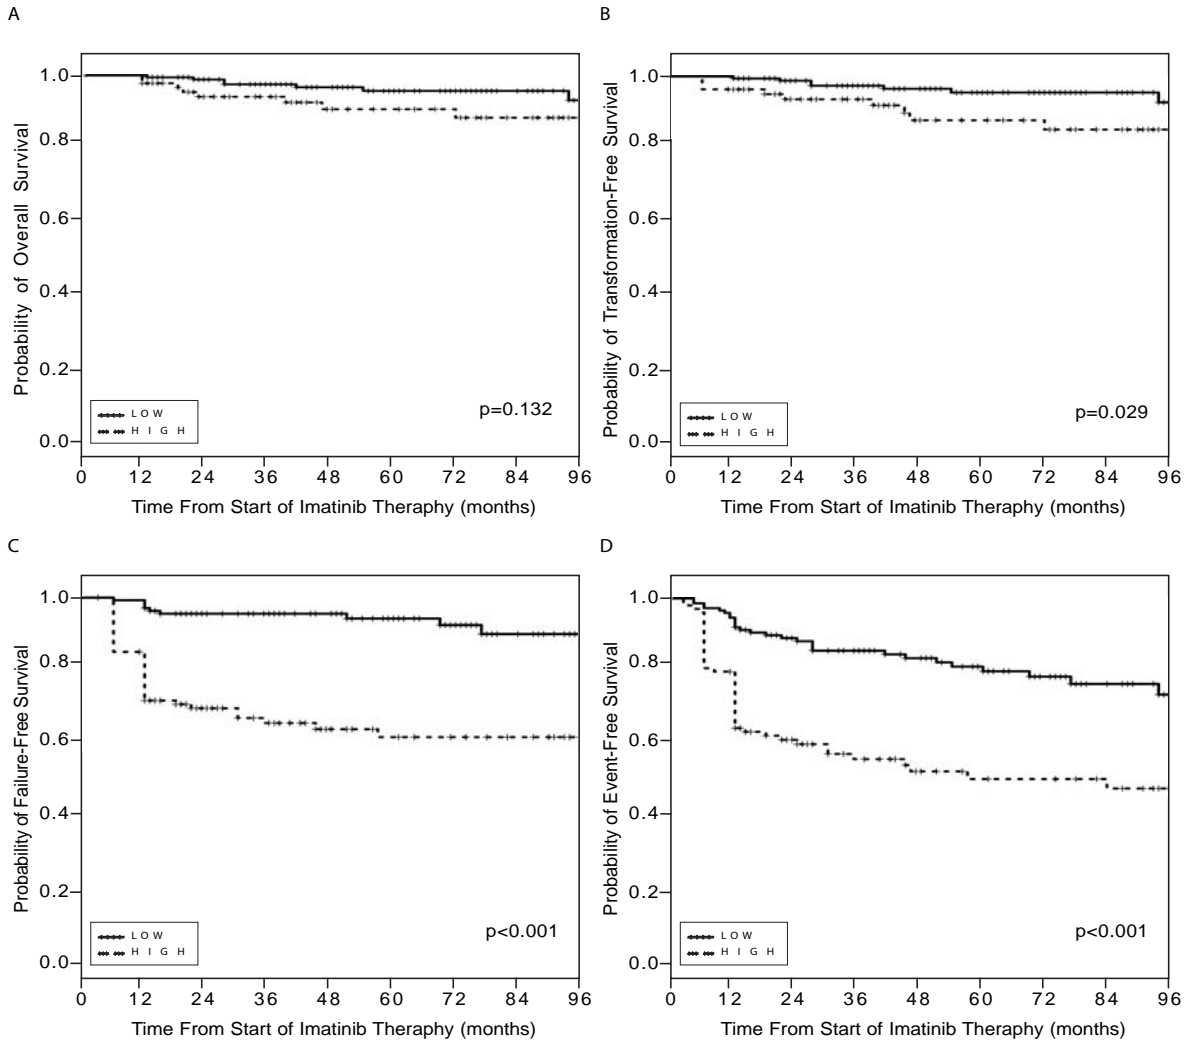 A
Probability of Overall Survival
1.0
0.8
0.6
0.4
0.2
0.0
LOW
HIGH
p=0.132
0 12 24 36 48 60 72 84 96
Time From Start of Imatinib Theraphy (months)
B
Probability of Transformation-Free Survival
1.0
0.8
0.6
0.4
0.2
0.0
LOW
HIGH
p=0.029
0 12 24 36 48 60 72 84 96
Time From Start of Imatinib Theraphy (months)
C
Probability of Failure-Free Survival
1.0
0.8
0.6
0.4
0.2
0.0
LOW
HIGH
p<0.001
0 12 24 36 48 60 72 84 96
Time From Start of Imatinib Theraphy (months)
D
Probability of Event-Free Survival
1.0
0.8
0.6
0.4
0.2
0.0
LOW
HIGH
p<0.001
0 12 24 36 48 60 72 84 96
Time From Start of Imatinib Theraphy (months)